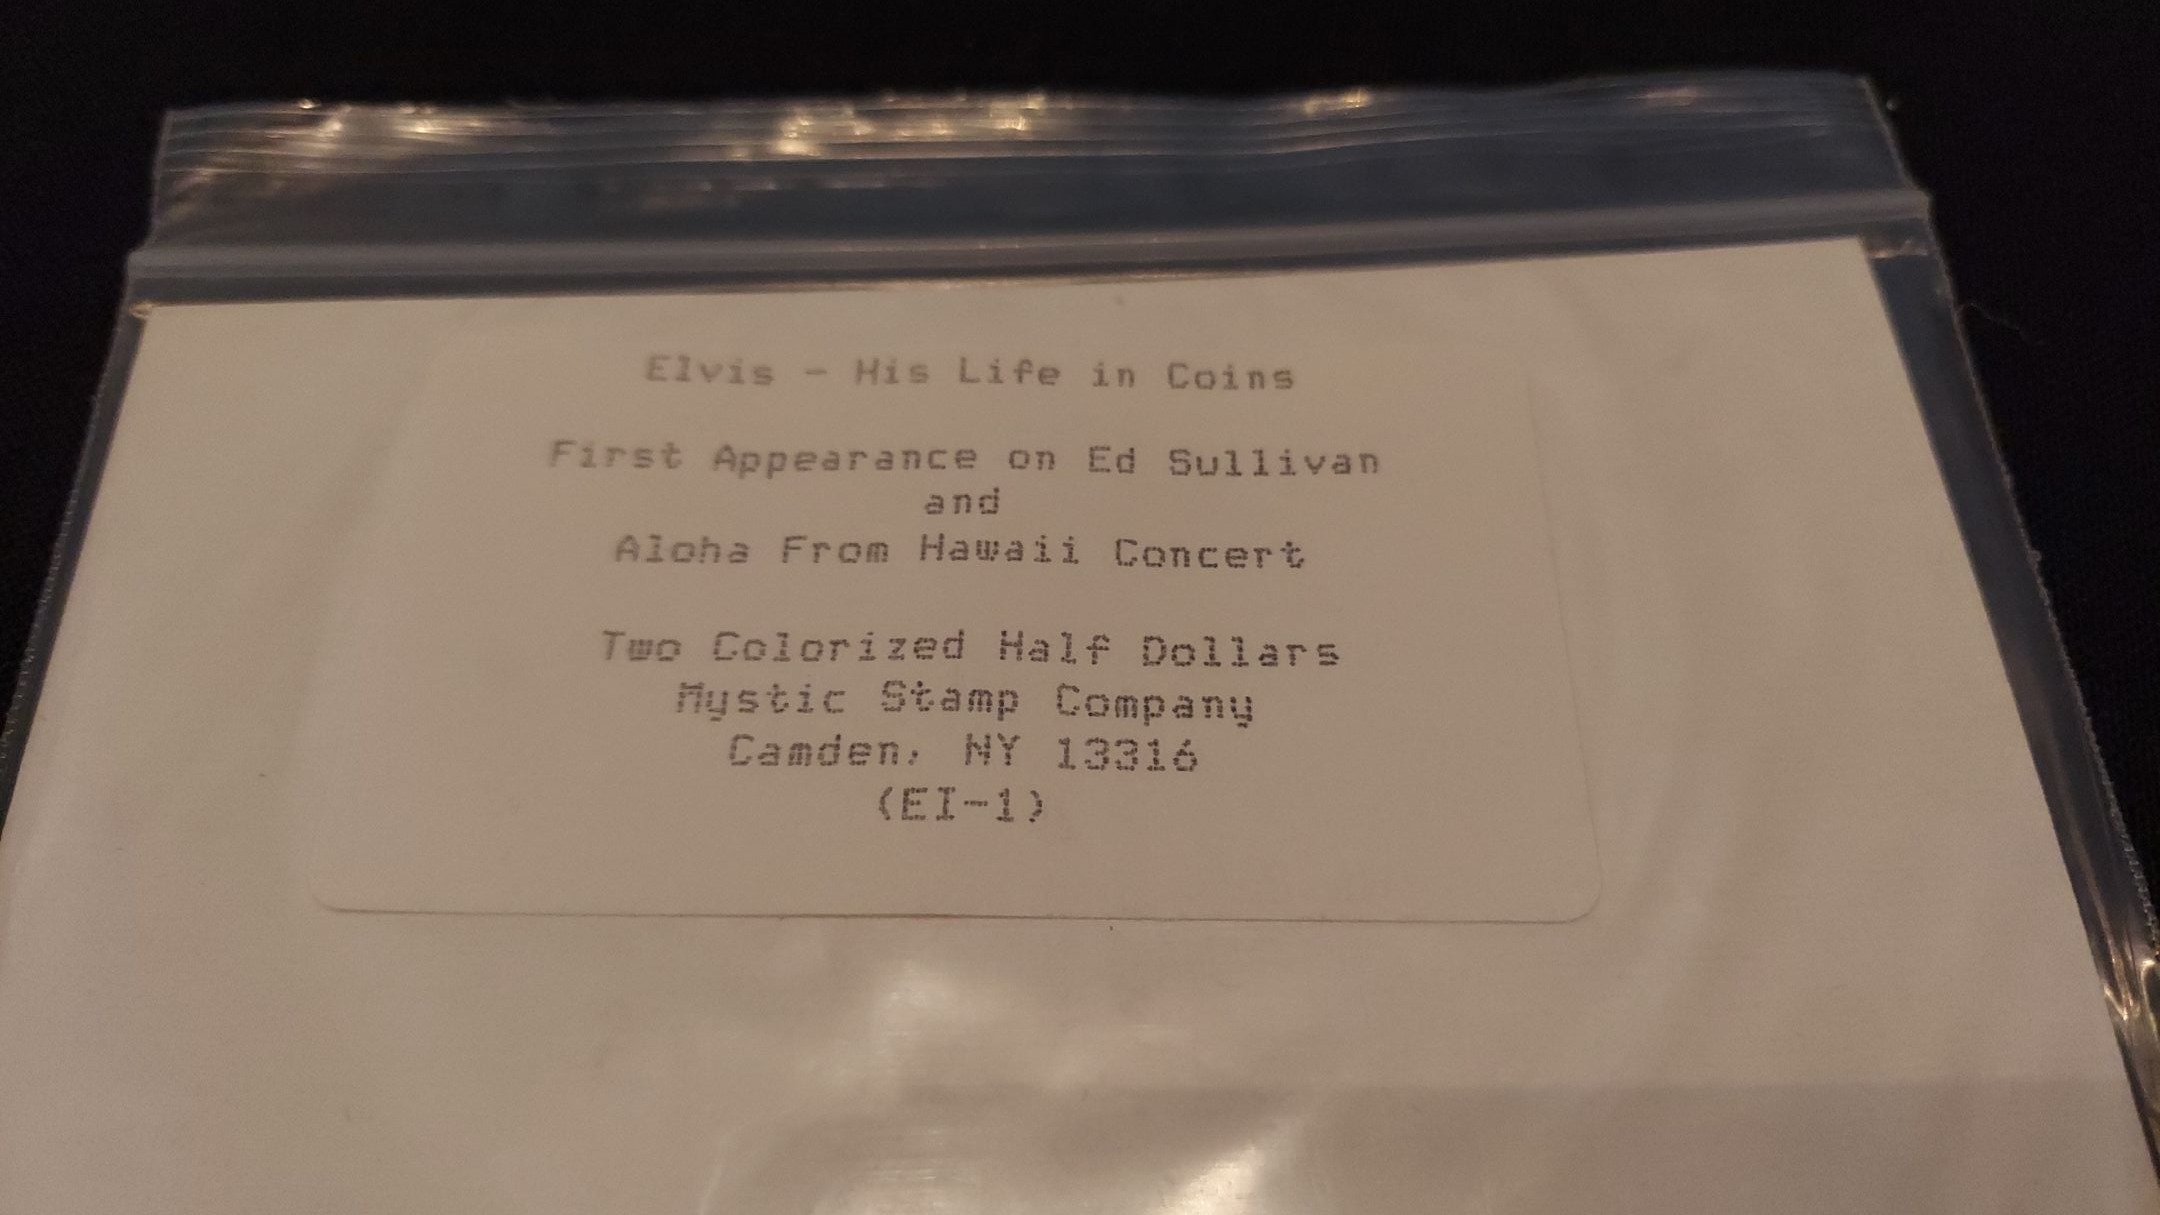 Elvis - His Life in Coins
First Appearance on Ed Sullivan
and
Aloha From Hawaii Concert
Two Colorized Half Dollars
Mystic Stamp Company
Camden, NY 13316
(EI-1)